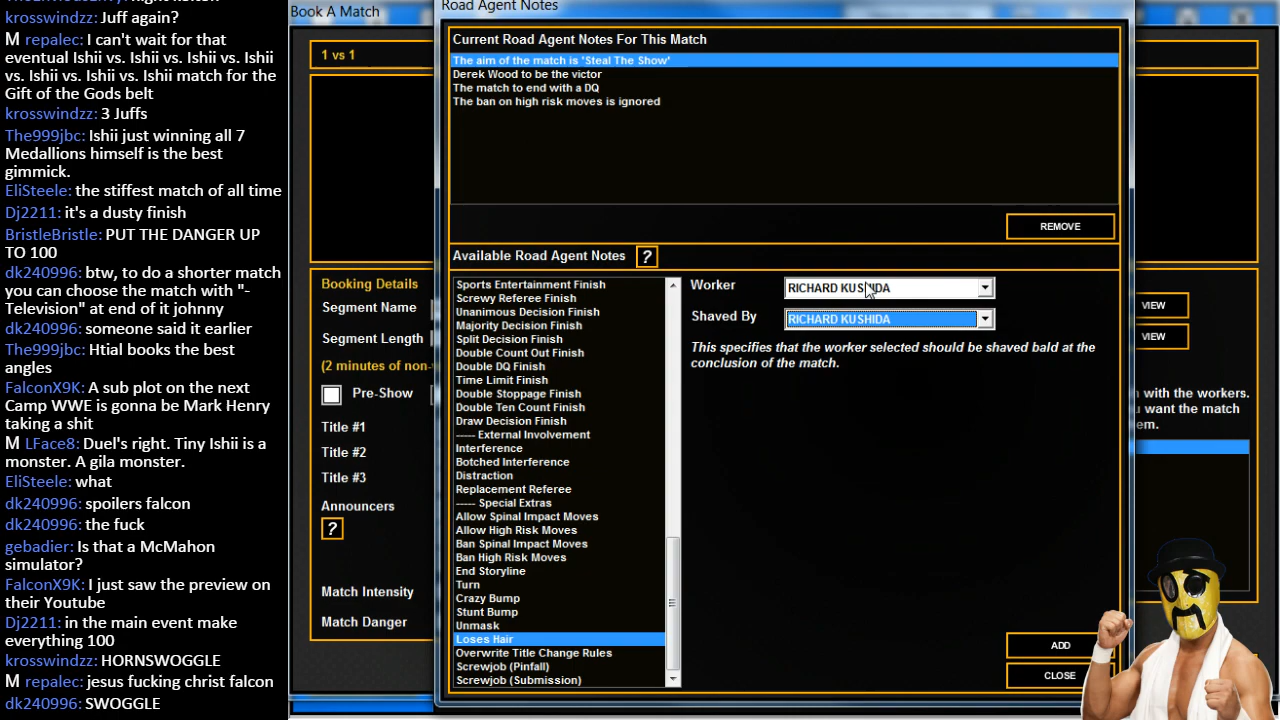 krosswindzz: Juff again?
M repalec: I can't wait for that
eventual Ishii vs. Ishii vs. Ishii vs. Ishii
vs. Ishii vs. Ishii vs. Ishii match for the
Gift of the Gods belt
krosswindzz: 3 Juffs
The999jbc: Ishii just winning all 7
Medallions himself is the best
gimmick.
EliSteele: the stiffest match of all time
Dj2211: it's a dusty finish
BristleBristle: PUT THE DANGER UP
TO 100
dk240996: btw, to do a shorter match
you can choose the match with "-
Television" at end of it johnny
dk240996: someone said it earlier
The999jbc: Htial books the best
angles
FalconX9K: A sub plot on the next
Camp WWE is gonna be Mark Henry
taking a shit
M LFace8: Duel's right. Tiny Ishii is a
monster. A gila monster.
EliSteele: what
dk240996: spoilers falcon
dk240996: the fuck
gebadier: Is that a McMahon
simulator?
FalconX9K: I just saw the preview on
their Youtube
Dj2211: in the main event make
everything 100
krosswindzz: HORNSWOGGLE
M repalec: jesus fucking christ falcon
dk240996: SWOGGLE
Book A Match
1 vs 1
Booking Details
Segment Name
Segment Length
(2 minutes of non-
Pre-Show
Title #1
Title #2
Title #3
Announcers
?
Match Intensity
Match Danger
Road Agent Notes
Current Road Agent Notes For This Match
The aim of the match is 'Steal The Show'
Derek Wood to be the victor
The match to end with a DQ
The ban on high risk moves is ignored
REMOVE
Available Road Agent Notes ?
Sports Entertainment Finish
Screwy Referee Finish
Unanimous Decision Finish
Majority Decision Finish
Split Decision Finish
Double Count Out Finish
Double DQ Finish
Time Limit Finish
Double Stoppage Finish
Double Ten Count Finish
Draw Decision Finish
----- External Involvement
Interference
Botched Interference
Distraction
Replacement Referee
----- Special Extras
Allow Spinal Impact Moves
Allow High Risk Moves
Ban Spinal Impact Moves
Ban High Risk Moves
End Storyline
Turn
Crazy Bump
Stunt Bump
Unmask
Loses Hair
Overwrite Title Change Rules
Screwjob (Pinfall)
Screwjob (Submission)
Worker
RICHARD KUSHIDA
Shaved By
RICHARD KUSHIDA
This specifies that the worker selected should be shaved bald at the
conclusion of the match.
ADD
CLOSE
VIEW
VIEW
with the workers.
want the match